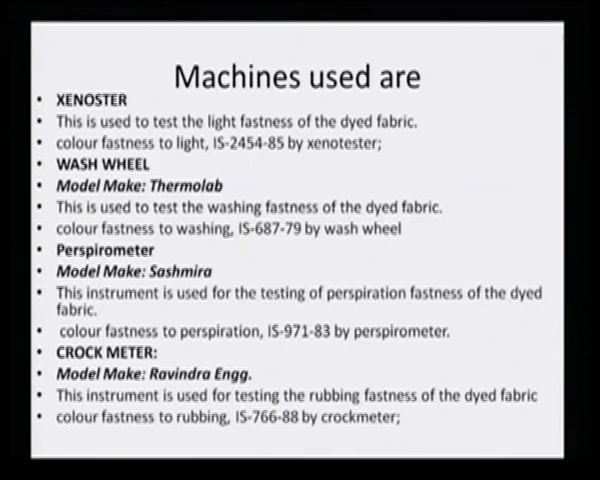 Machines used are
• XENOSTER
• This is used to test the light fastness of the dyed fabric.
• colour fastness to light, IS-2454-85 by xenotester;
• WASH WHEEL
• Model Make: Thermolab
• This is used to test the washing fastness of the dyed fabric.
• colour fastness to washing, IS-687-79 by wash wheel
• Perspirometer
• Model Make: Sashmira
• This instrument is used for the testing of perspiration fastness of the dyed
fabric.
• colour fastness to perspiration, IS-971-83 by perspirometer.
• CROCK METER:
• Model Make: Ravindra Engg.
• This instrument is used for testing the rubbing fastness of the dyed fabric
• colour fastness to rubbing, IS-766-88 by crockmeter;